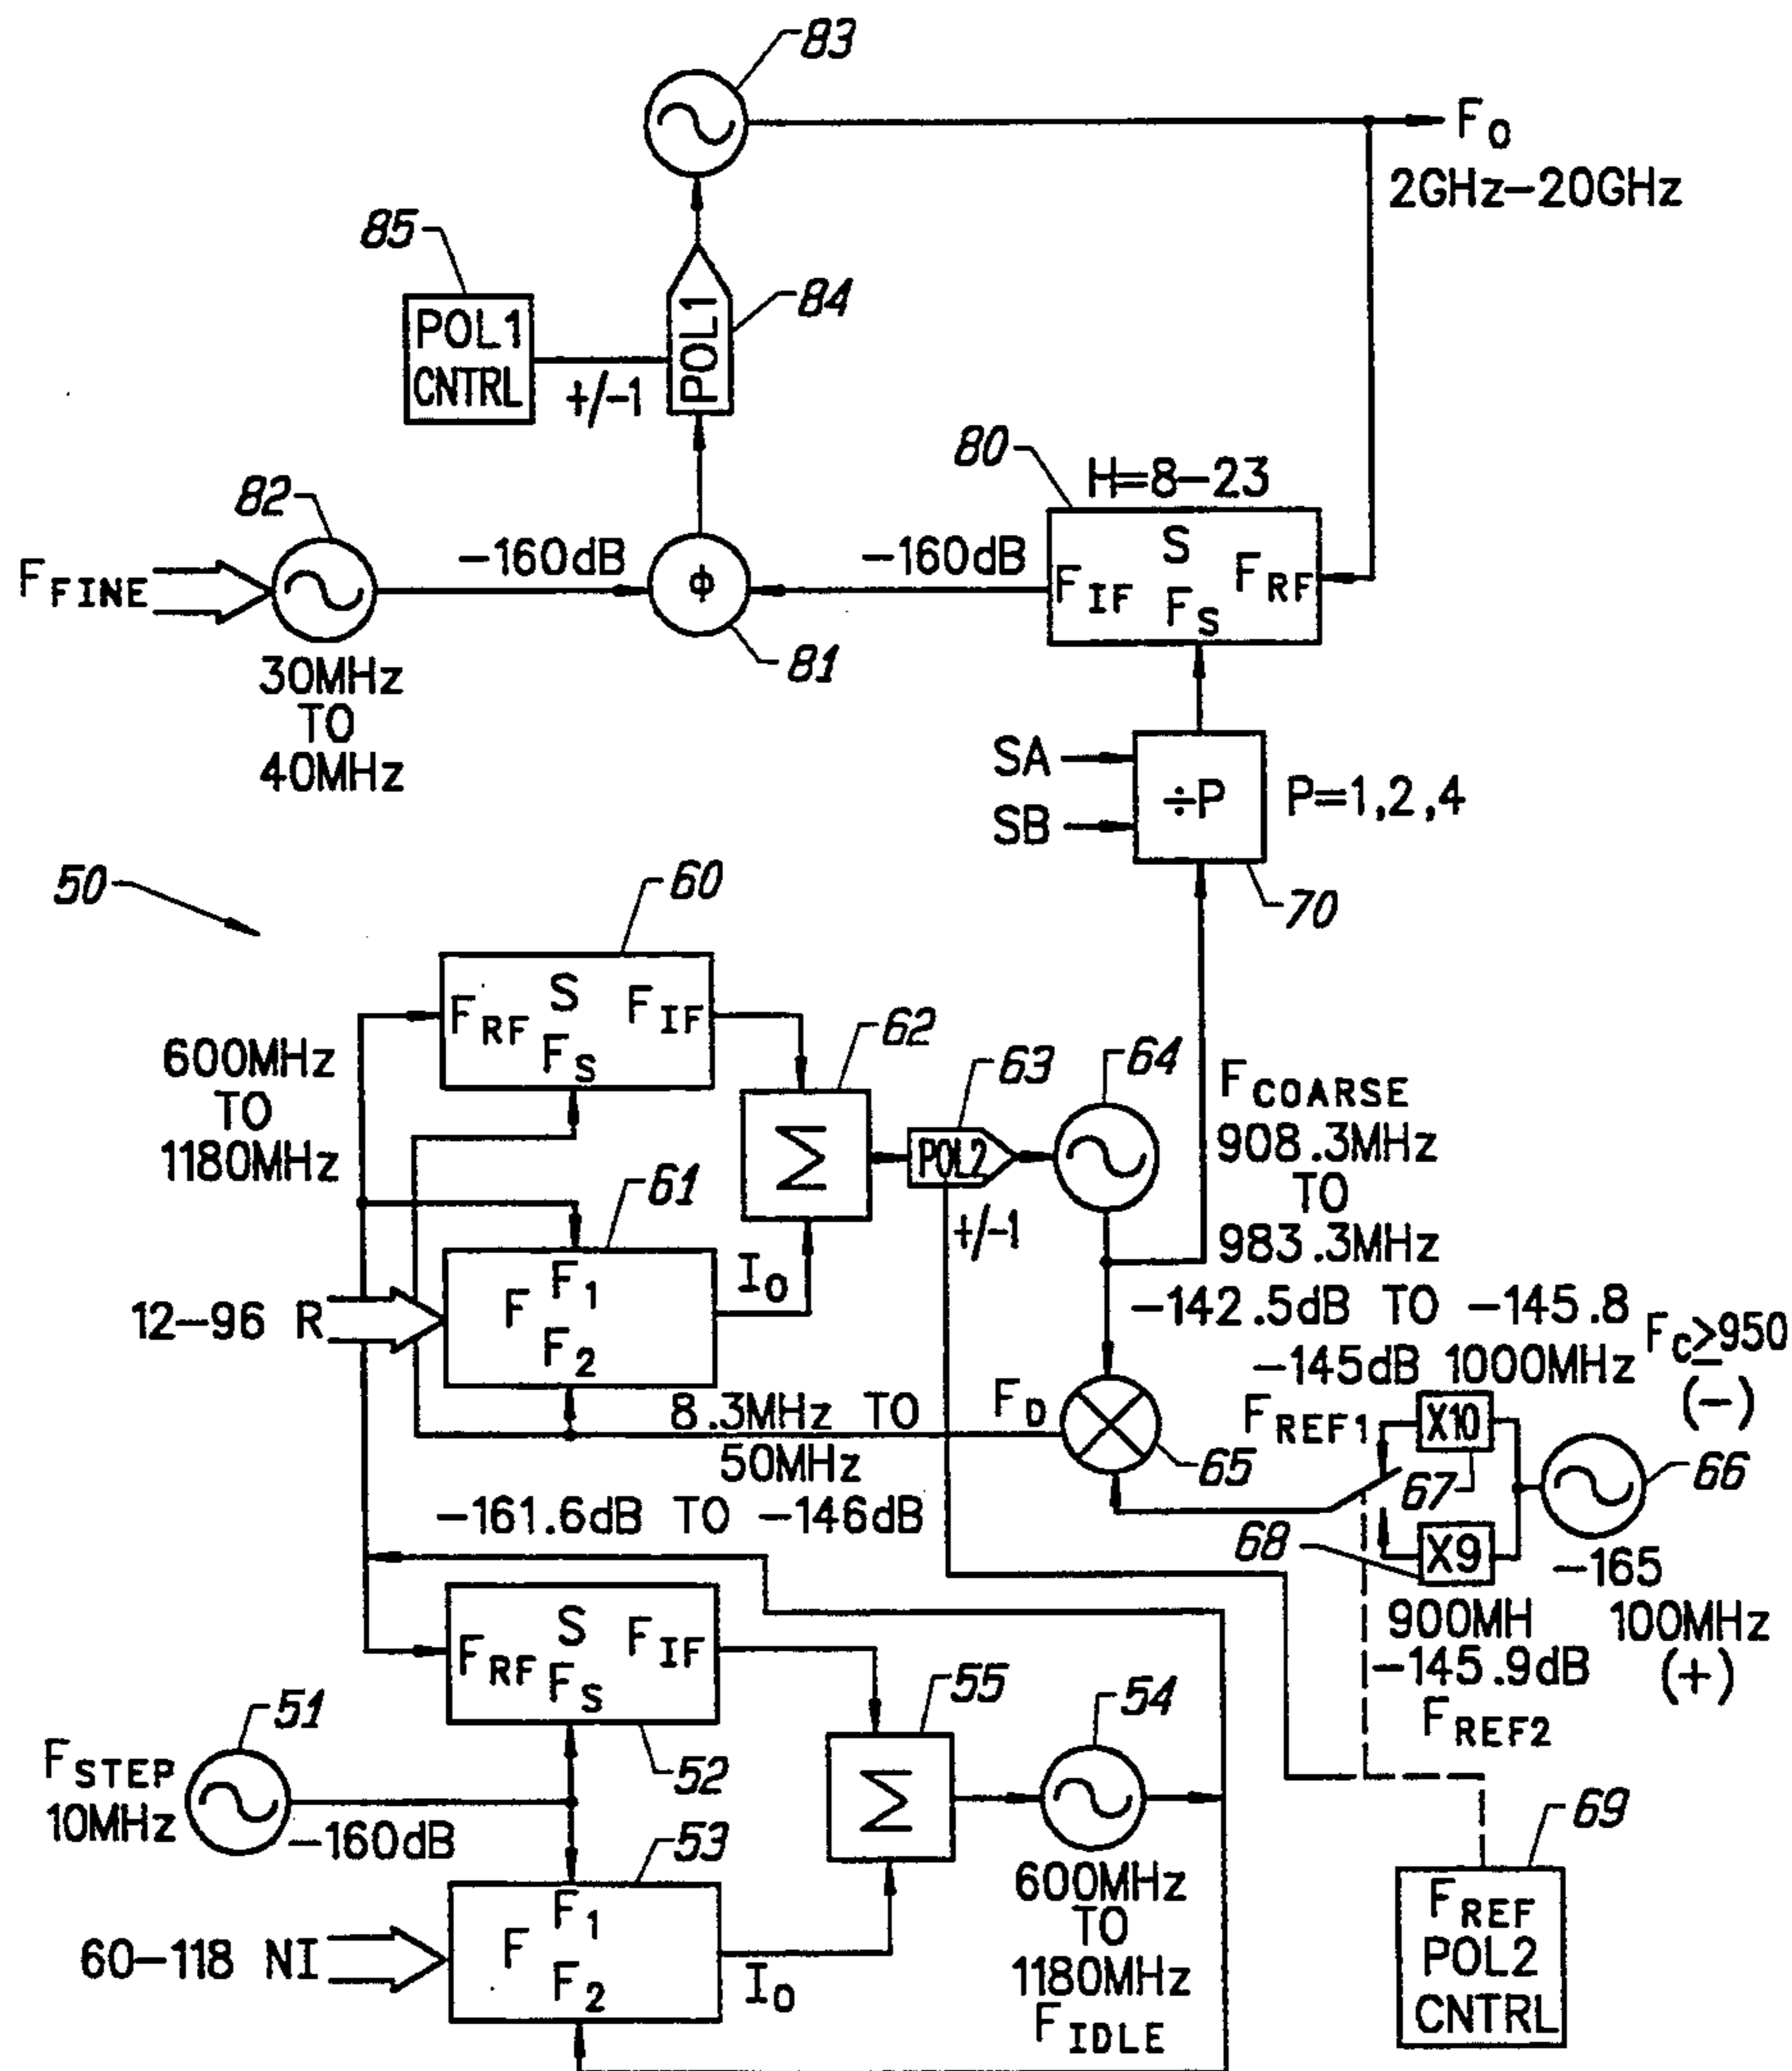 83
F0
2GHz-20GHz
85
POL1
CNTRL
+/-1
POL1
84
80
H=8-23
82
FFINE
-160dB
ϕ
81
-160dB
S
FIF
FRF
FS
30MHz
TO
40MHz
SA
SB
÷P
P=1,2,4
70
50
60
FRF
S
FIF
FS
600MHz
TO
1180MHz
62
Σ
63
POL2
+/-1
64
FCOARSE
908.3MHz
TO
983.3MHz
61
12-96 R
F
F1
F2
I0
-142.5dB TO -145.8
-145dB 1000MHz
Fc≥950
(-)
8.3MHz TO
50MHz
FD
65
FREF1
X10
67
66
68
X9
-165
100MHz
(+)
900MH
-145.9dB
FREF2
-161.6dB TO -146dB
FRF
S
FIF
FS
52
51
FSTEP
10MHz
-160dB
55
Σ
54
600MHz
TO
1180MHz
FIDLE
53
60-118 NI
F
F1
F2
I0
69
FREF
POL2
CNTRL